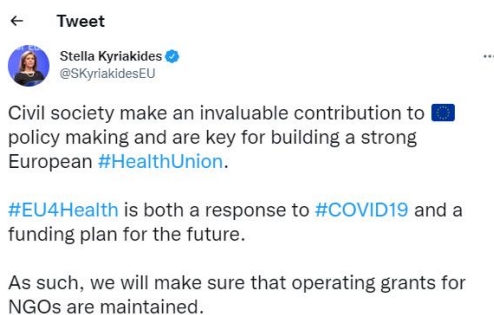 Tweet
Stella Kyriakides
@SKyriakidesEU
Civil society make an invaluable contribution to 🇪🇺
policy making and are key for building a strong
European #HealthUnion.
#EU4Health is both a response to #COVID19 and a
funding plan for the future.
As such, we will make sure that operating grants for
NGOs are maintained.